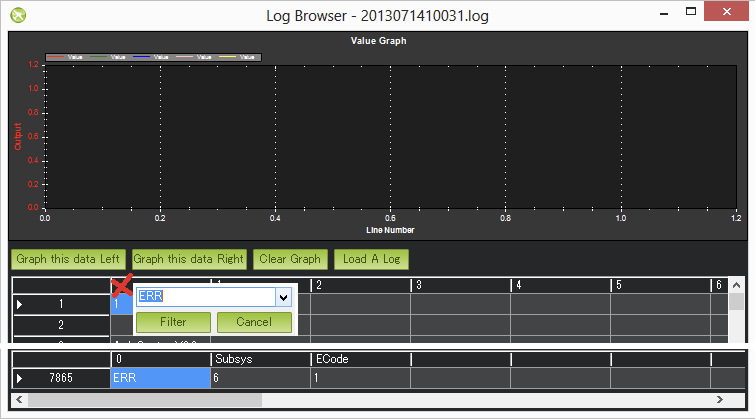 Log Browser - 2013071410031.log
Value Graph
Value Value Value Value Value
1.2
1.0
0.8
0.6
0.4
0.2
0.0
Output
0.0 0.2 0.4 0.6 0.8 1.0 1.2
Line Number
Graph this data Left Graph this data Right Clear Graph Load A Log
1 2 3 4 5 6
1 1
ERR
2
Filter Cancel
0 Subsys ECode
7865 ERR 6 1